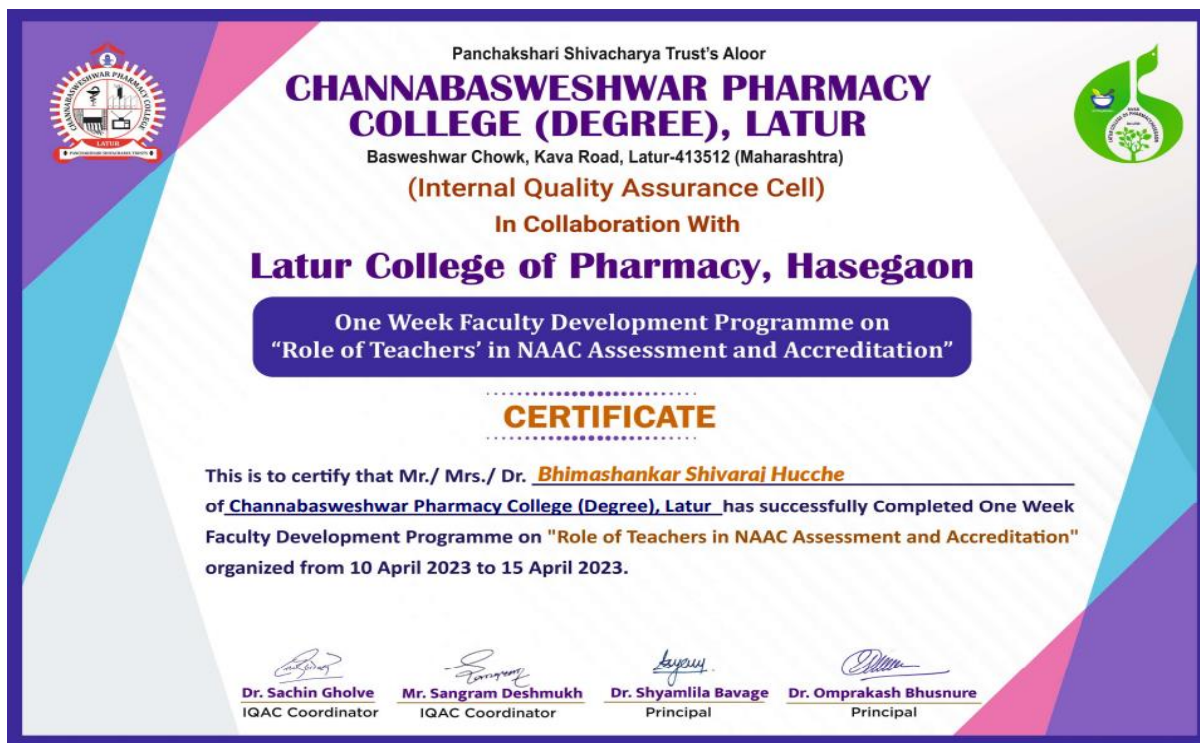 CHANNABASWESHWAR PHARMACY COLLEGE
LATUR
Panchakshari Shivacharya Trust's Aloor
CHANNABASWESHWAR PHARMACY
COLLEGE (DEGREE), LATUR
Basweshwar Chowk, Kava Road, Latur-413512 (Maharashtra)
(Internal Quality Assurance Cell)
In Collaboration With
Latur College of Pharmacy, Hasegaon
One Week Faculty Development Programme on
“Role of Teachers’ in NAAC Assessment and Accreditation”
CERTIFICATE
This is to certify that Mr./ Mrs./ Dr. Bhimashankar Shivaraj Hucche
of Channabasweshwar Pharmacy College (Degree), Latur has successfully Completed One Week
Faculty Development Programme on "Role of Teachers in NAAC Assessment and Accreditation"
organized from 10 April 2023 to 15 April 2023.
Dr. Sachin Gholve Mr. Sangram Deshmukh Dr. Shyamlila Bavage Dr. Omprakash Bhusnure
IQAC Coordinator IQAC Coordinator Principal Principal